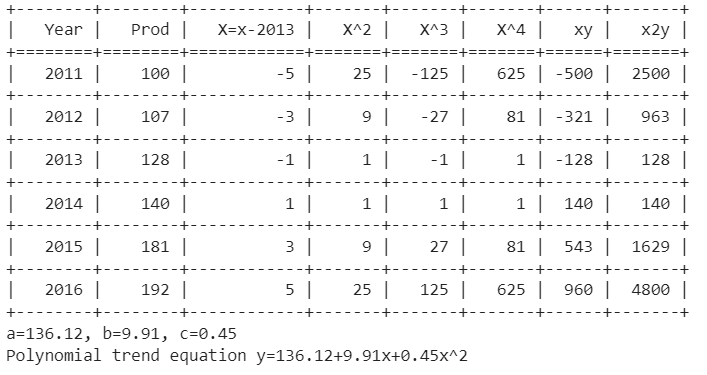 +--------+--------+------------+-------+-------+-------+------+-------+
|   Year |   Prod |   X=x-2013 |   X^2 |   X^3 |   X^4 |   xy |   x2y |
+========+========+============+=======+=======+=======+======+=======+
|   2011 |    100 |         -5 |    25 |  -125 |   625 | -500 |  2500 |
+--------+--------+------------+-------+-------+-------+------+-------+
|   2012 |    107 |         -3 |     9 |   -27 |    81 | -321 |   963 |
+--------+--------+------------+-------+-------+-------+------+-------+
|   2013 |    128 |         -1 |     1 |    -1 |     1 | -128 |   128 |
+--------+--------+------------+-------+-------+-------+------+-------+
|   2014 |    140 |          1 |     1 |     1 |     1 |  140 |   140 |
+--------+--------+------------+-------+-------+-------+------+-------+
|   2015 |    181 |          3 |     9 |    27 |    81 |  543 |  1629 |
+--------+--------+------------+-------+-------+-------+------+-------+
|   2016 |    192 |          5 |    25 |   125 |   625 |  960 |  4800 |
+--------+--------+------------+-------+-------+-------+------+-------+
a=136.12, b=9.91, c=0.45
Polynomial trend equation y=136.12+9.91x+0.45x^2